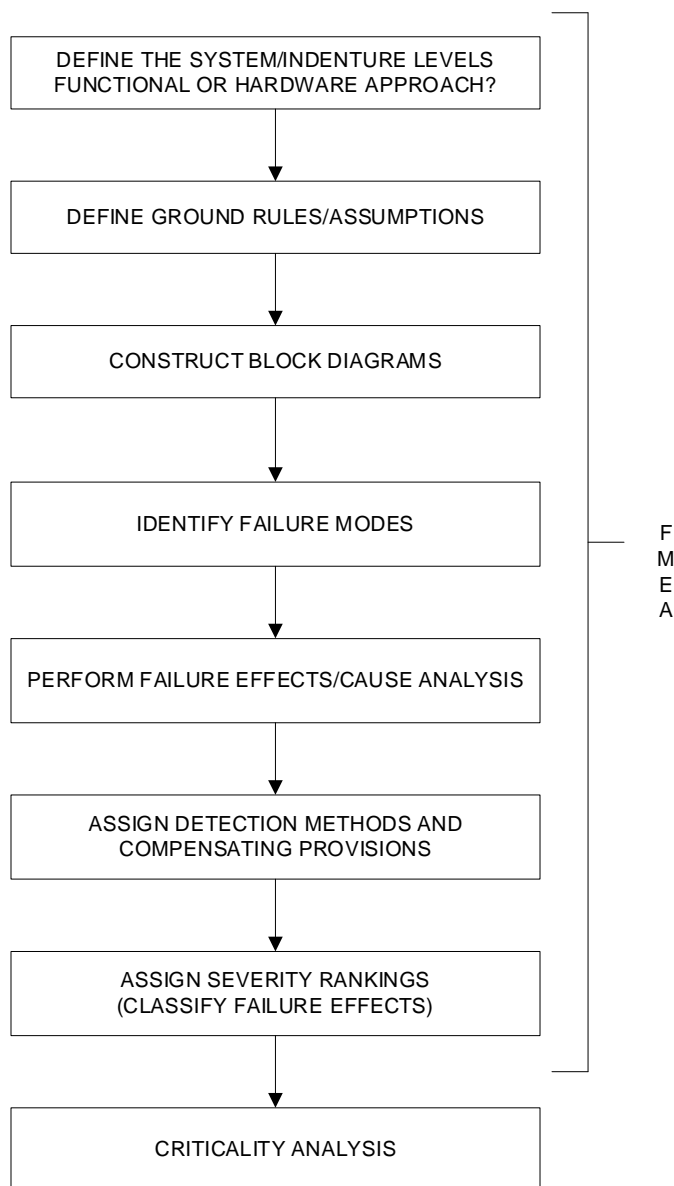 DEFINE THE SYSTEM/INDENTURE LEVELS
FUNCTIONAL OR HARDWARE APPROACH?
DEFINE GROUND RULES/ASSUMPTIONS
CONSTRUCT BLOCK DIAGRAMS
IDENTIFY FAILURE MODES
PERFORM FAILURE EFFECTS/CAUSE ANALYSIS
ASSIGN DETECTION METHODS AND
COMPENSATING PROVISIONS
ASSIGN SEVERITY RANKINGS
(CLASSIFY FAILURE EFFECTS)
CRITICALITY ANALYSIS
F
M
E
A